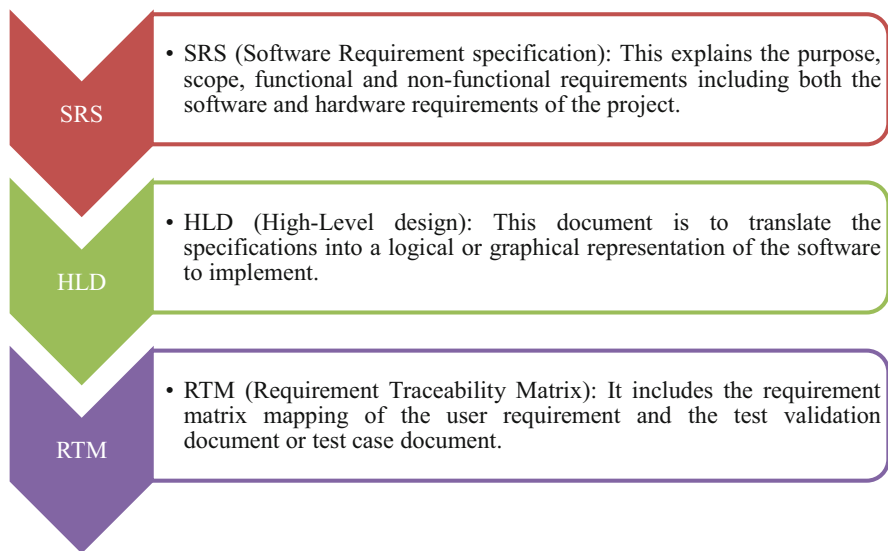 SRS
• SRS (Software Requirement specification): This explains the purpose,
scope, functional and non-functional requirements including both the
software and hardware requirements of the project.
HLD
• HLD (High-Level design): This document is to translate the
specifications into a logical or graphical representation of the software
to implement.
RTM
• RTM (Requirement Traceability Matrix): It includes the requirement
matrix mapping of the user requirement and the test validation
document or test case document.